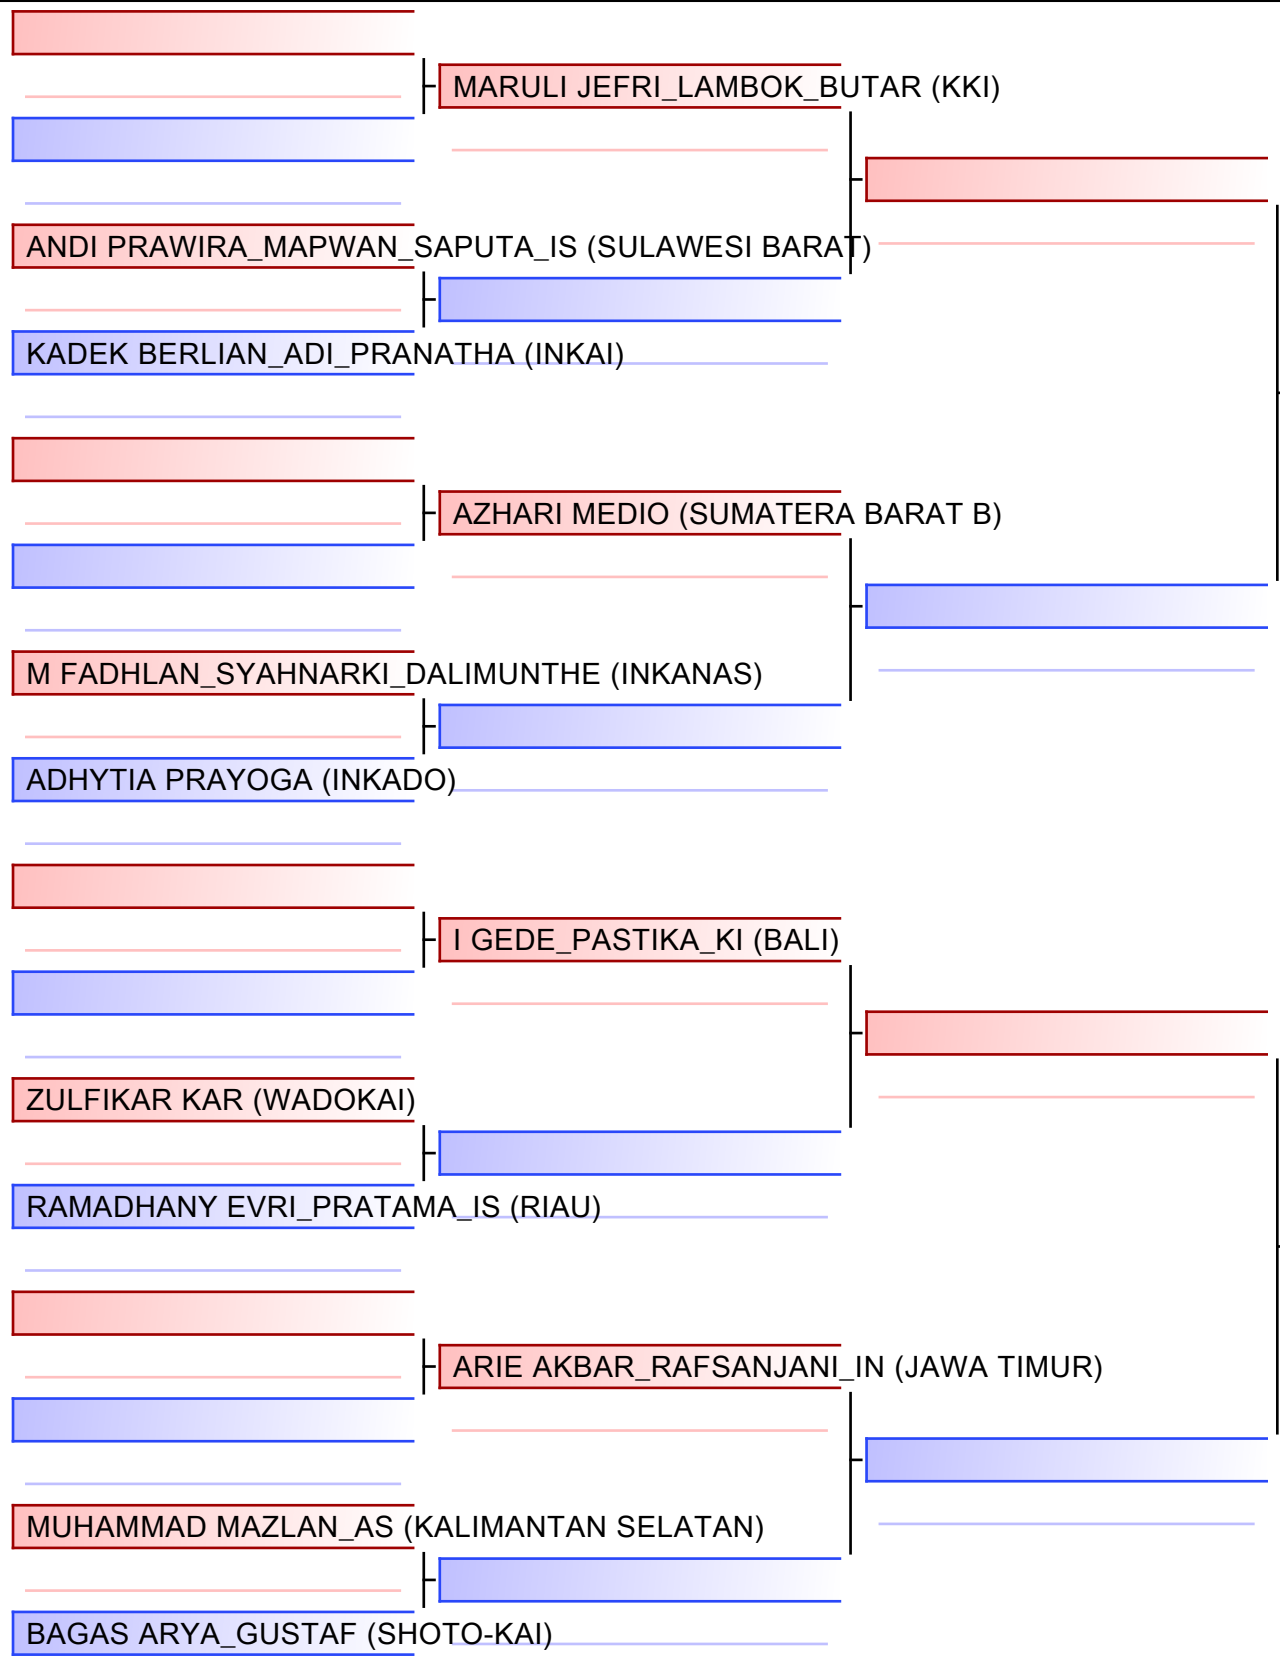 MARULI JEFRI_LAMBOK_BUTAR (KKI)
ANDI PRAWIRA_MAPWAN_SAPUTA_IS (SULAWESI BARAT)
KADEK BERLIAN_ADI_PRANATHA (INKAI)
AZHARI MEDIO (SUMATERA BARAT B)
M FADHLAN_SYAHNARKI_DALIMUNTHE (INKANAS)
ADHYTIA PRAYOGA (INKADO)
I GEDE_PASTIKA_KI (BALI)
ZULFIKAR KAR (WADOKAI)
RAMADHANY EVRI_PRATAMA_IS (RIAU)
ARIE AKBAR_RAFSANJANI_IN (JAWA TIMUR)
MUHAMMAD MAZLAN_AS (KALIMANTAN SELATAN)
BAGAS ARYA_GUSTAF (SHOTO-KAI)